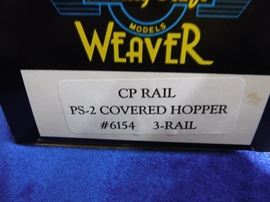 MODELS
WEAVER
CP RAIL
PS-2 COVERED HOPPER
#6154 3-RAIL